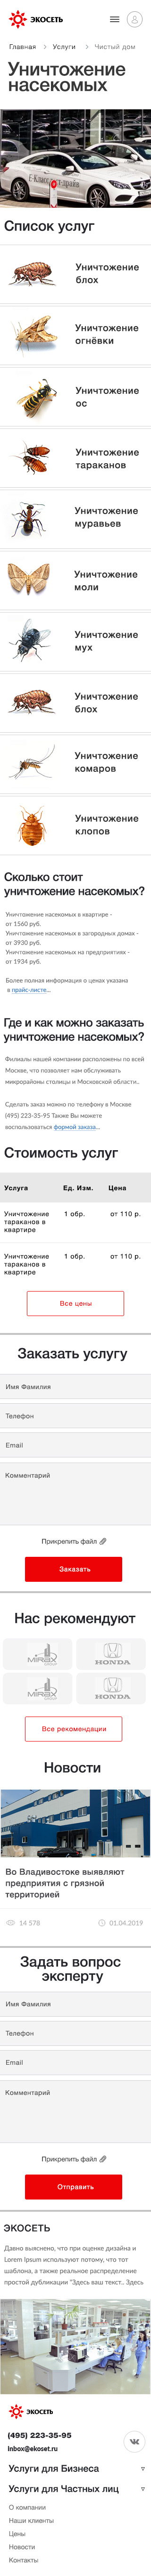 ЭКОСЕТЬ
Главная > Услуги > Чистый дом
Уничтожение
насекомых
Список услуг
Уничтожение
блох
Уничтожение
огнёвки
Уничтожение
ос
Уничтожение
тараканов
Уничтожение
муравьев
Уничтожение
моли
Уничтожение
мух
Уничтожение
блох
Уничтожение
комаров
Уничтожение
клопов
Сколько стоит
уничтожение насекомых?
Уничтожение насекомых в квартире -
от 1560 руб.
Уничтожение насекомых в загородных домах -
от 3930 руб.
Уничтожение насекомых на предприятиях -
от 1934 руб.
Более полная информация о ценах указана
в прайс-листе...
Где и как можно заказать
уничтожение насекомых?
Филиалы нашей компании расположены по всей
Москве, что позволяет нам обслуживать
микрорайоны столицы и Московской области..
Сделать заказ можно по телефону в Москве
(495) 223-35-95 Также Вы можете
воспользоваться формой заказа...
Стоимость услуг
Услуга Ед. Изм. Цена
Уничтожение
тараканов в
квартире
1 обр. от 110 р.
Уничтожение
тараканов в
квартире
1 обр. от 110 р.
Все цены
Заказать услугу
Имя Фамилия
Телефон
Email
Комментарий
Прикрепить файл
Заказать
Нас рекомендуют
MIRAX HONDA
MIRAX HONDA
Все рекомендации
Новости
Во Владивостоке выявляют
предприятия с грязной
территорией
14 578 01.04.2019
Задать вопрос
эксперту
Имя Фамилия
Телефон
Email
Комментарий
Прикрепить файл
Отправить
ЭКОСЕТЬ
Давно выяснено, что при оценке дизайна и
Lorem Ipsum используют потому, что тот
шаблона, а также реальное распределение
простой дубликации "Здесь ваш текст.. Здесь
ЭКОСЕТЬ
(495) 223-35-95
inbox@ekoset.ru
Услуги для Бизнеса
Услуги для Частных лиц
О компании
Наши клиенты
Цены
Новости
Контакты